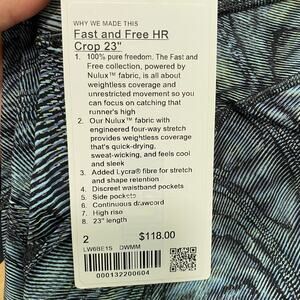 WHY WE MADE THIS
Fast and Free HR
Crop 23"
1. 100% pure freedom. The Fast and
Free collection, powered by
Nulux™ fabric, is all about
weightless coverage and
unrestricted movement so you
can focus on catching that
runner's high
2. Our Nulux™ fabric with
engineered four-way stretch
provides weightless coverage
that's quick-drying,
sweat-wicking, and feels cool
and sleek
3. Added Lycra® fibre for stretch
and shape retention
4. Discreet waistband pockets
5. Side pockets
6. Continuous drawcord
7. High rise
8. 23" length
2 $118.00
LW6BE1S DWMM
000132200604